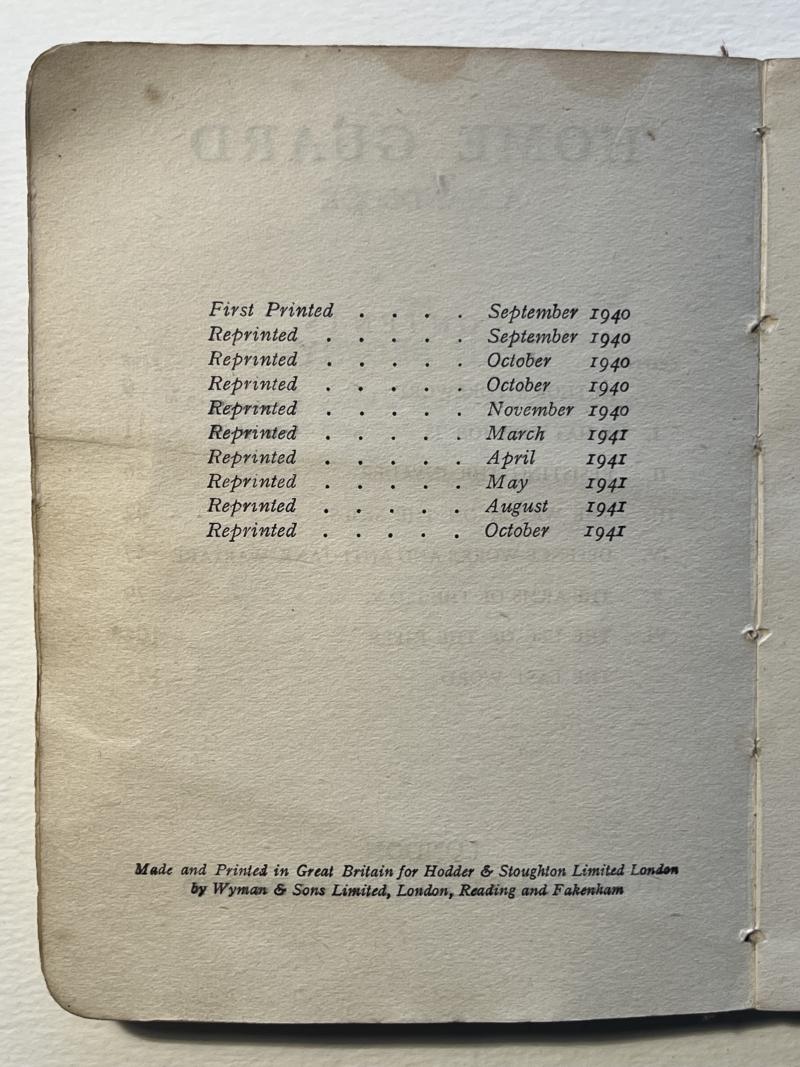 First Printed . . . . September 1940
Reprinted . . . . . September 1940
Reprinted . . . . . October 1940
Reprinted . . . . . October 1940
Reprinted . . . . . November 1940
Reprinted . . . . . March 1941
Reprinted . . . . . April 1941
Reprinted . . . . . May 1941
Reprinted . . . . . August 1941
Reprinted . . . . . October 1941
Made and Printed in Great Britain for Hodder & Stoughton Limited London
by Wyman & Sons Limited, London, Reading and Fakenham